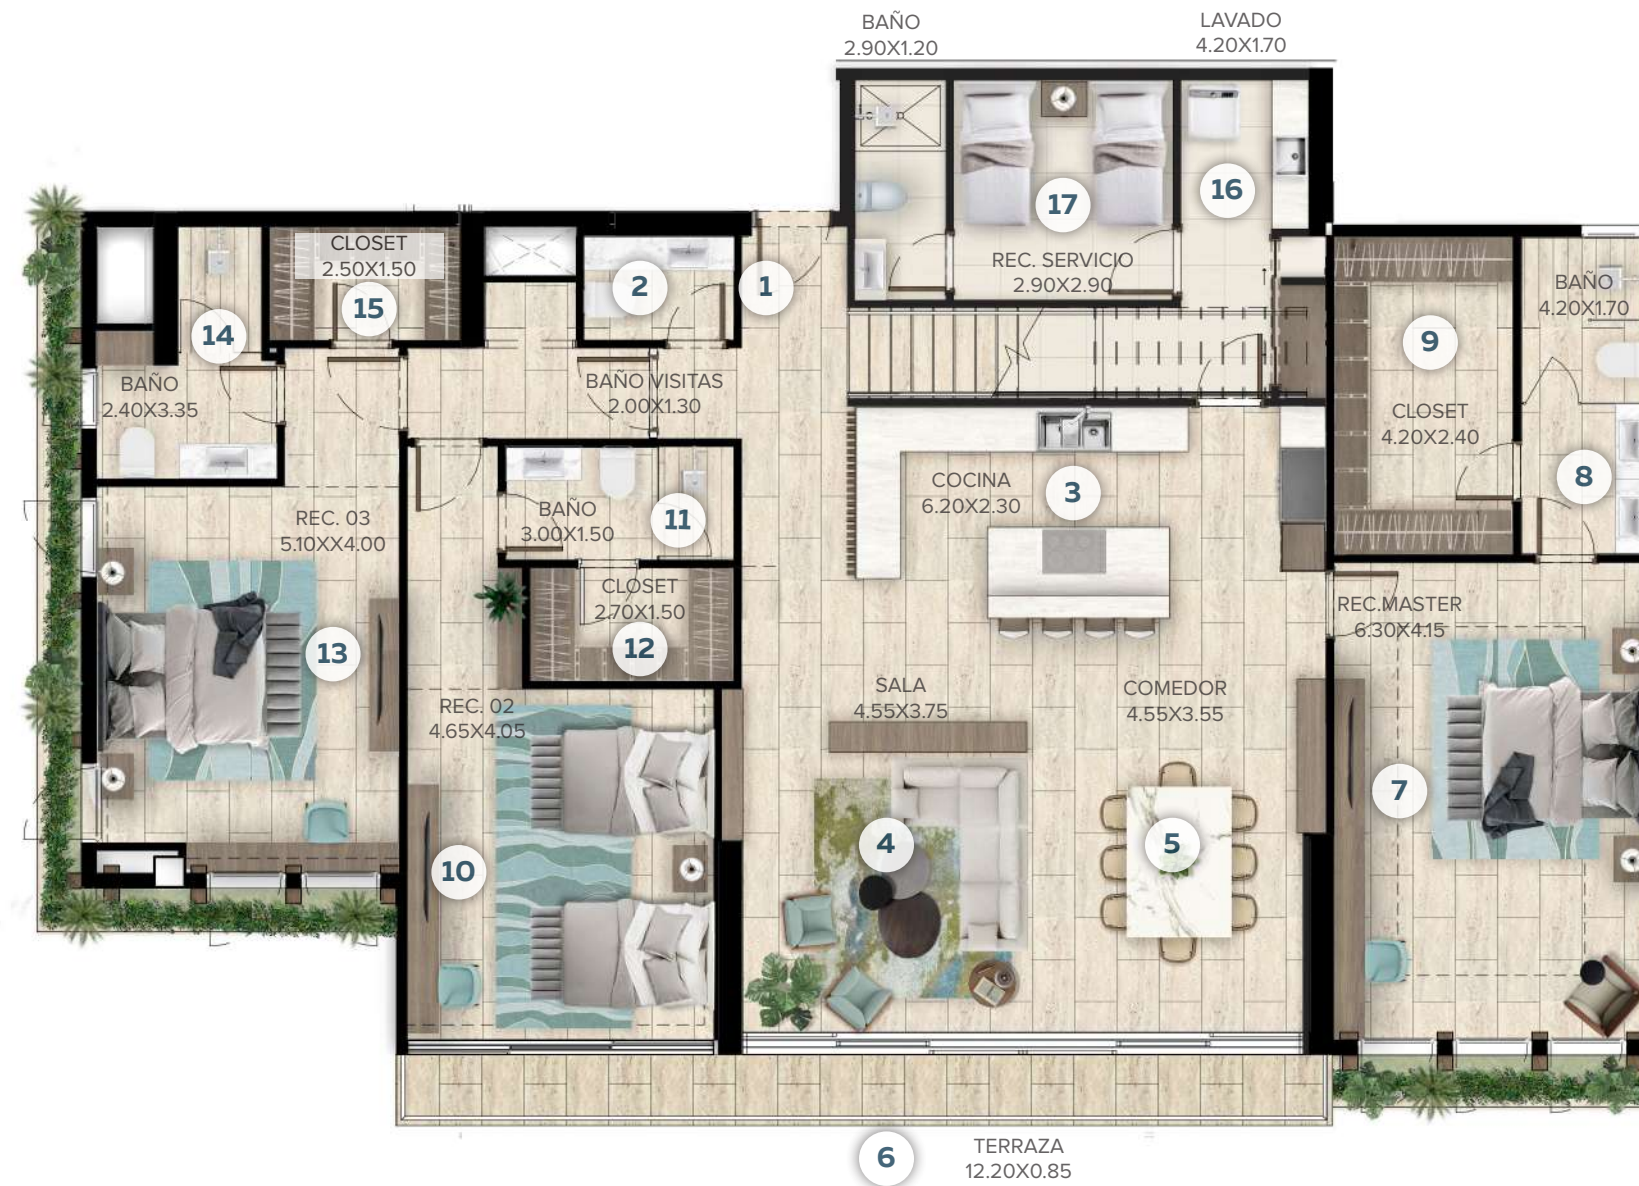 BAÑO
2.90X1.20
LAVADO
4.20X1.70
17
16
REC. SERVICIO
2.90X2.90
CLOSET
2.50X1.50
15
2
1
14
BAÑO
2.40X3.35
BAÑO VISITAS
2.00X1.30
9
BAÑO
4.20X1.70
CLOSET
4.20X2.40
8
COCINA
6.20X2.30
3
REC. 03
5.10XX4.00
BAÑO
3.00X1.50
11
CLOSET
2.70X1.50
12
13
REC.MASTER
6.30X4.15
REC. 02
4.65X4.05
SALA
4.55X3.75
COMEDOR
4.55X3.55
7
10
4
5
6
TERRAZA
12.20X0.85